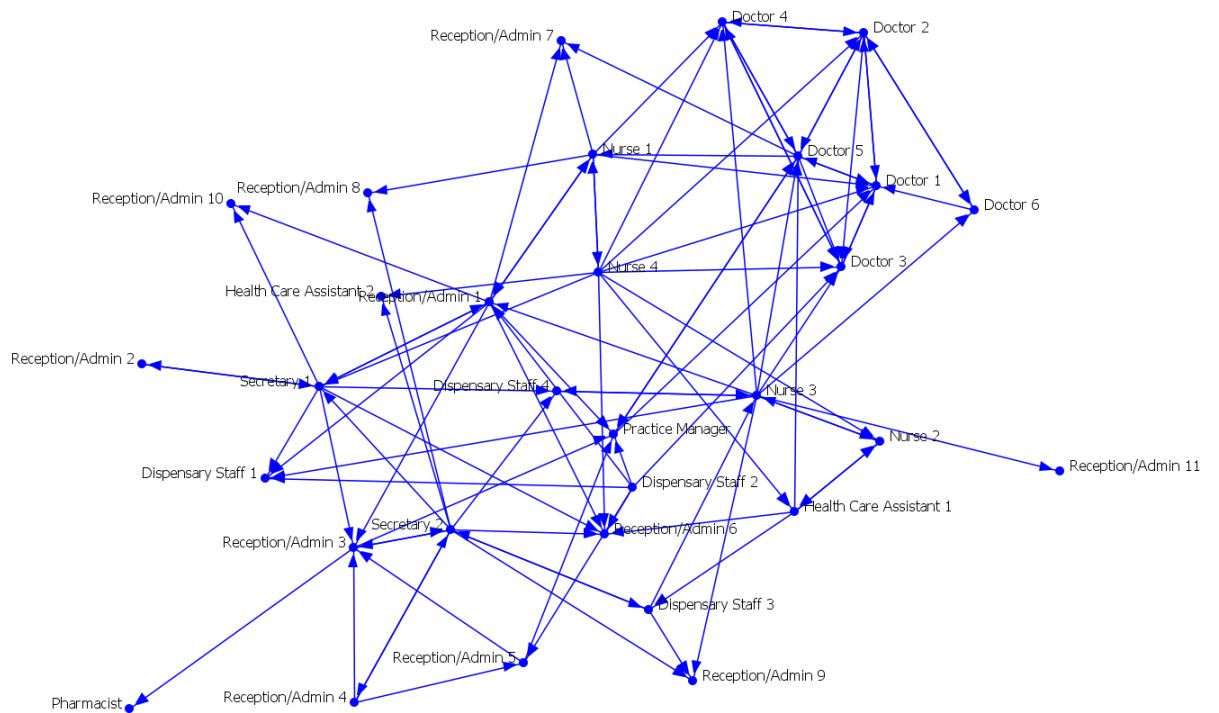 Doctor 4
Doctor 2
Reception/Admin 7
Nurse 1
Doctor 5
Doctor 1
Reception/Admin 8
Reception/Admin 10
Doctor 6
Doctor 3
Nurse 4
Health Care Assistant 2
Reception/Admin 1
Reception/Admin 2
Secretary 1
Dispensary Staff 4
Nurse 3
Practice Manager
Nurse 2
Reception/Admin 11
Dispensary Staff 1
Dispensary Staff 2
Health Care Assistant 1
Secretary 2
Reception/Admin 6
Reception/Admin 3
Dispensary Staff 3
Reception/Admin 5
Reception/Admin 9
Reception/Admin 4
Pharmacist